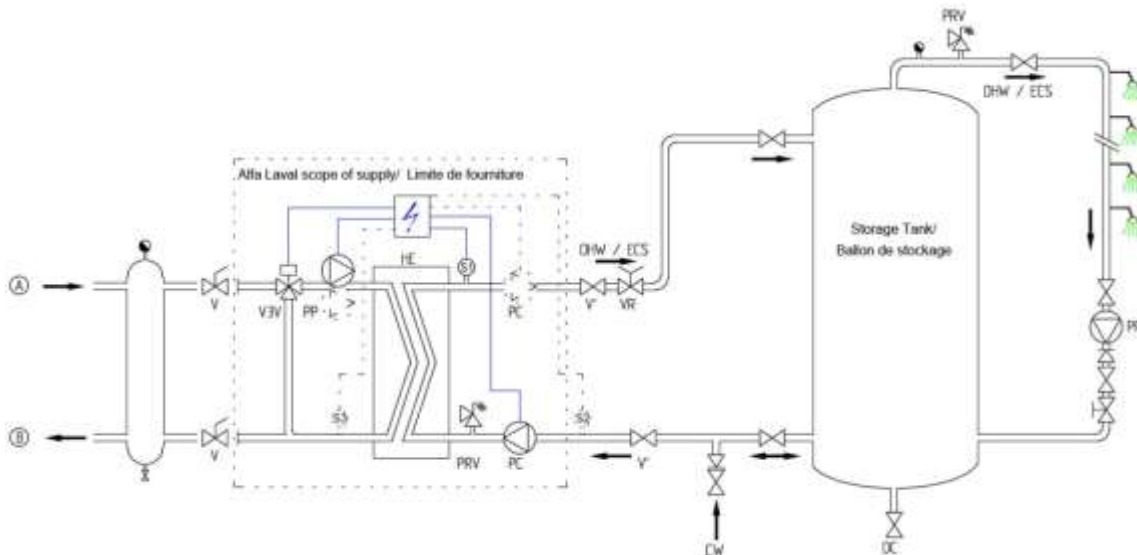 PRV
DHW / ECS
Alfa Laval scope of supply/ Limite de fourniture
Storage Tank/
Ballon de stockage
HE
S1
DHW / ECS
A
V
V3V
PP
PC
V'
VR
B
V
S3
PRV
PC
S2
V'
CW
DC